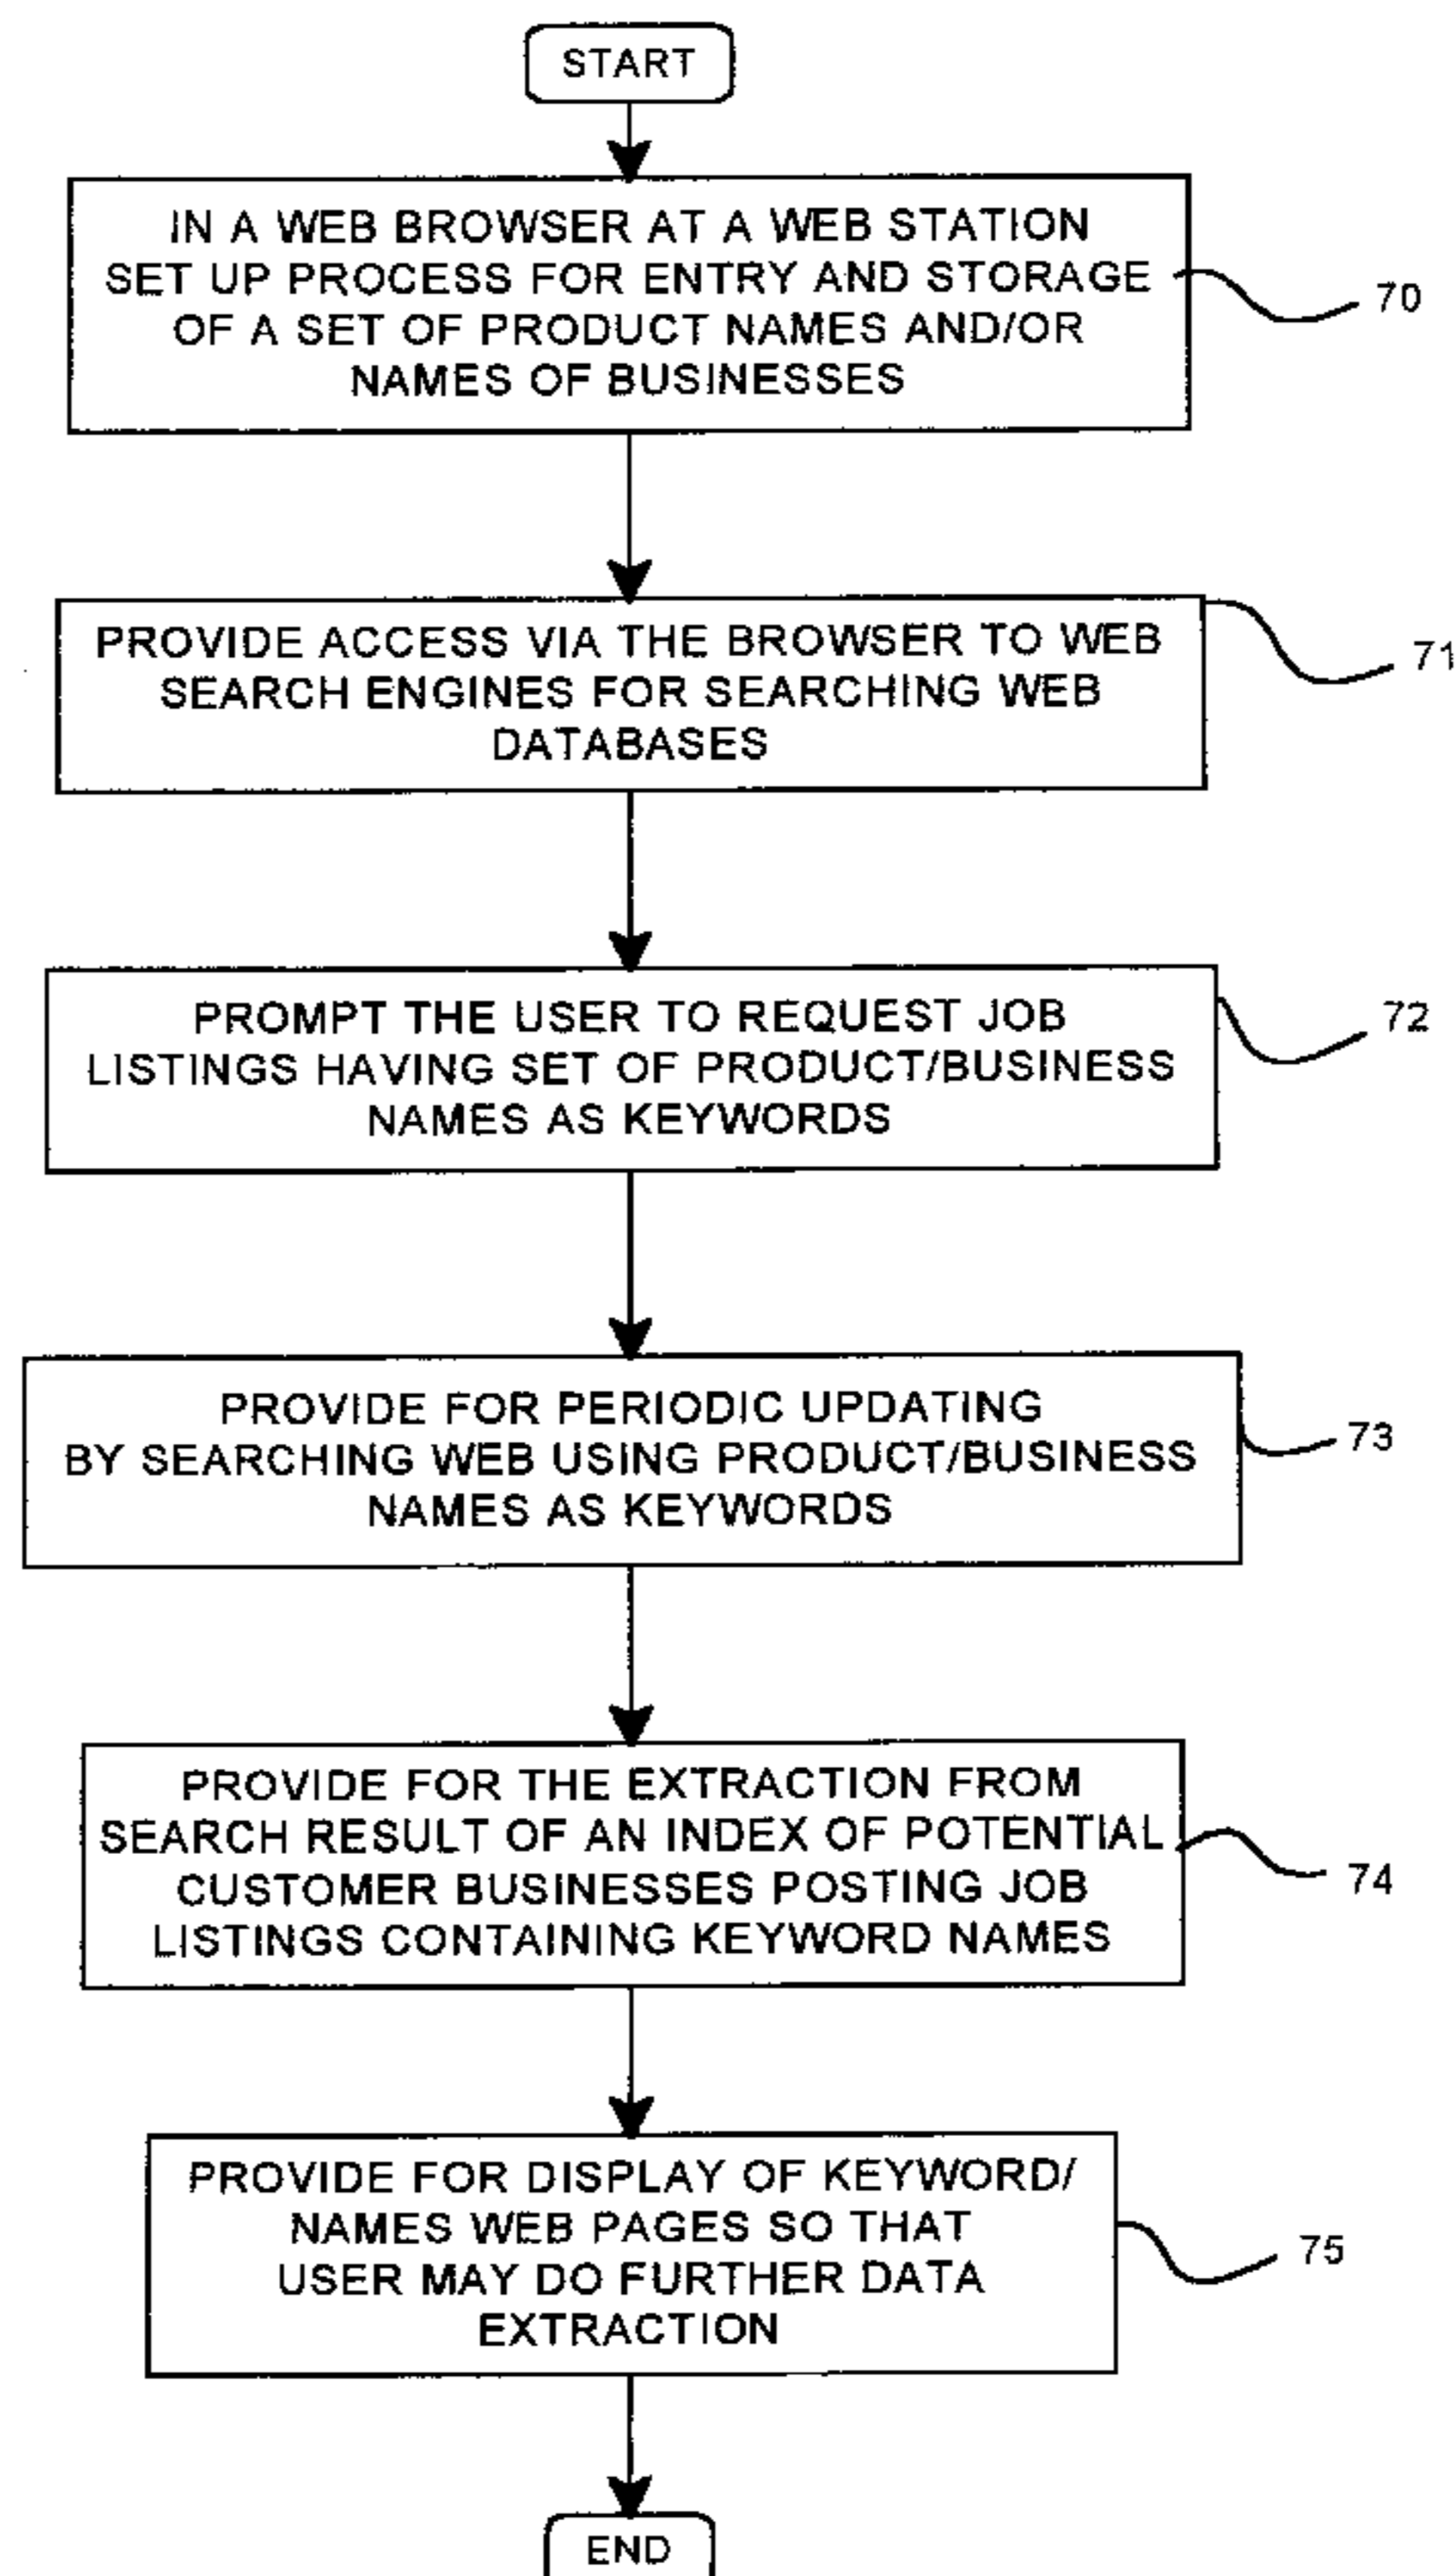 START
IN A WEB BROWSER AT A WEB STATION
SET UP PROCESS FOR ENTRY AND STORAGE
OF A SET OF PRODUCT NAMES AND/OR
NAMES OF BUSINESSES
70
PROVIDE ACCESS VIA THE BROWSER TO WEB
SEARCH ENGINES FOR SEARCHING WEB
DATABASES
71
PROMPT THE USER TO REQUEST JOB
LISTINGS HAVING SET OF PRODUCT/BUSINESS
NAMES AS KEYWORDS
72
PROVIDE FOR PERIODIC UPDATING
BY SEARCHING WEB USING PRODUCT/BUSINESS
NAMES AS KEYWORDS
73
PROVIDE FOR THE EXTRACTION FROM
SEARCH RESULT OF AN INDEX OF POTENTIAL
CUSTOMER BUSINESSES POSTING JOB
LISTINGS CONTAINING KEYWORD NAMES
74
PROVIDE FOR DISPLAY OF KEYWORD/
NAMES WEB PAGES SO THAT
USER MAY DO FURTHER DATA
EXTRACTION
75
END